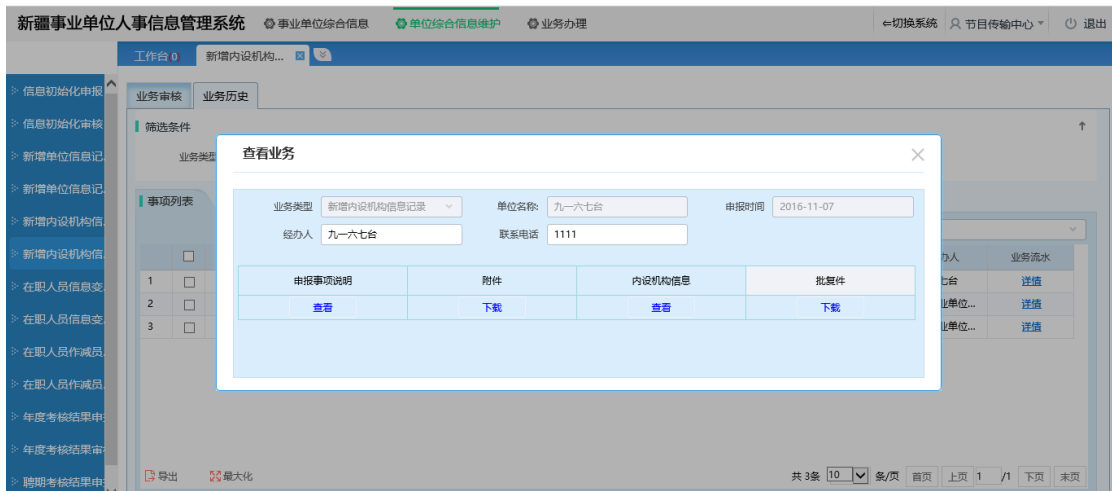 新疆事业单位人事信息管理系统 事业单位综合信息 单位综合信息维护 业务办理 ⇐切换系统 节目传输中心 退出
工作台(0) 新增内设机构...
信息初始化申报
信息初始化审核
新增单位信息记
新增单位信息记
新增内设机构信
新增内设机构信
在职人员信息变
在职人员信息变
在职人员作减员
在职人员作减员
年度考核结果申
年度考核结果审
聘期考核结果申
业务审核 业务历史
筛选条件
业务类型
事项列表
办人 业务流水
1 七台 详情
2 业单位... 详情
3 业单位... 详情
查看业务
业务类型 新增内设机构信息记录 单位名称: 九一六七台 申报时间 2016-11-07
经办人 九一六七台 联系电话 1111
申报事项说明 附件 内设机构信息 批复件
查看 下载 查看 下载
导出 最大化 共 3条 10 条/页 首页 上页 1 /1 下页 末页